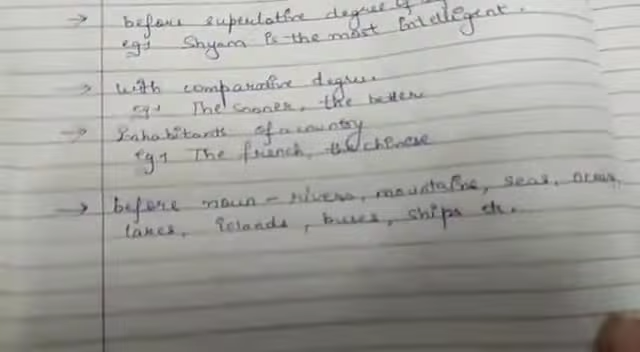 → before superlative degree of
eg → Shyam is the most intelligent.
→ with comparative degree.
eg → The sooner, the better
→ Inhabitants of a country
eg → The french, the chinese
→ before noun - rivers, mountains, seas,
lakes, islands, buses, ships etc.